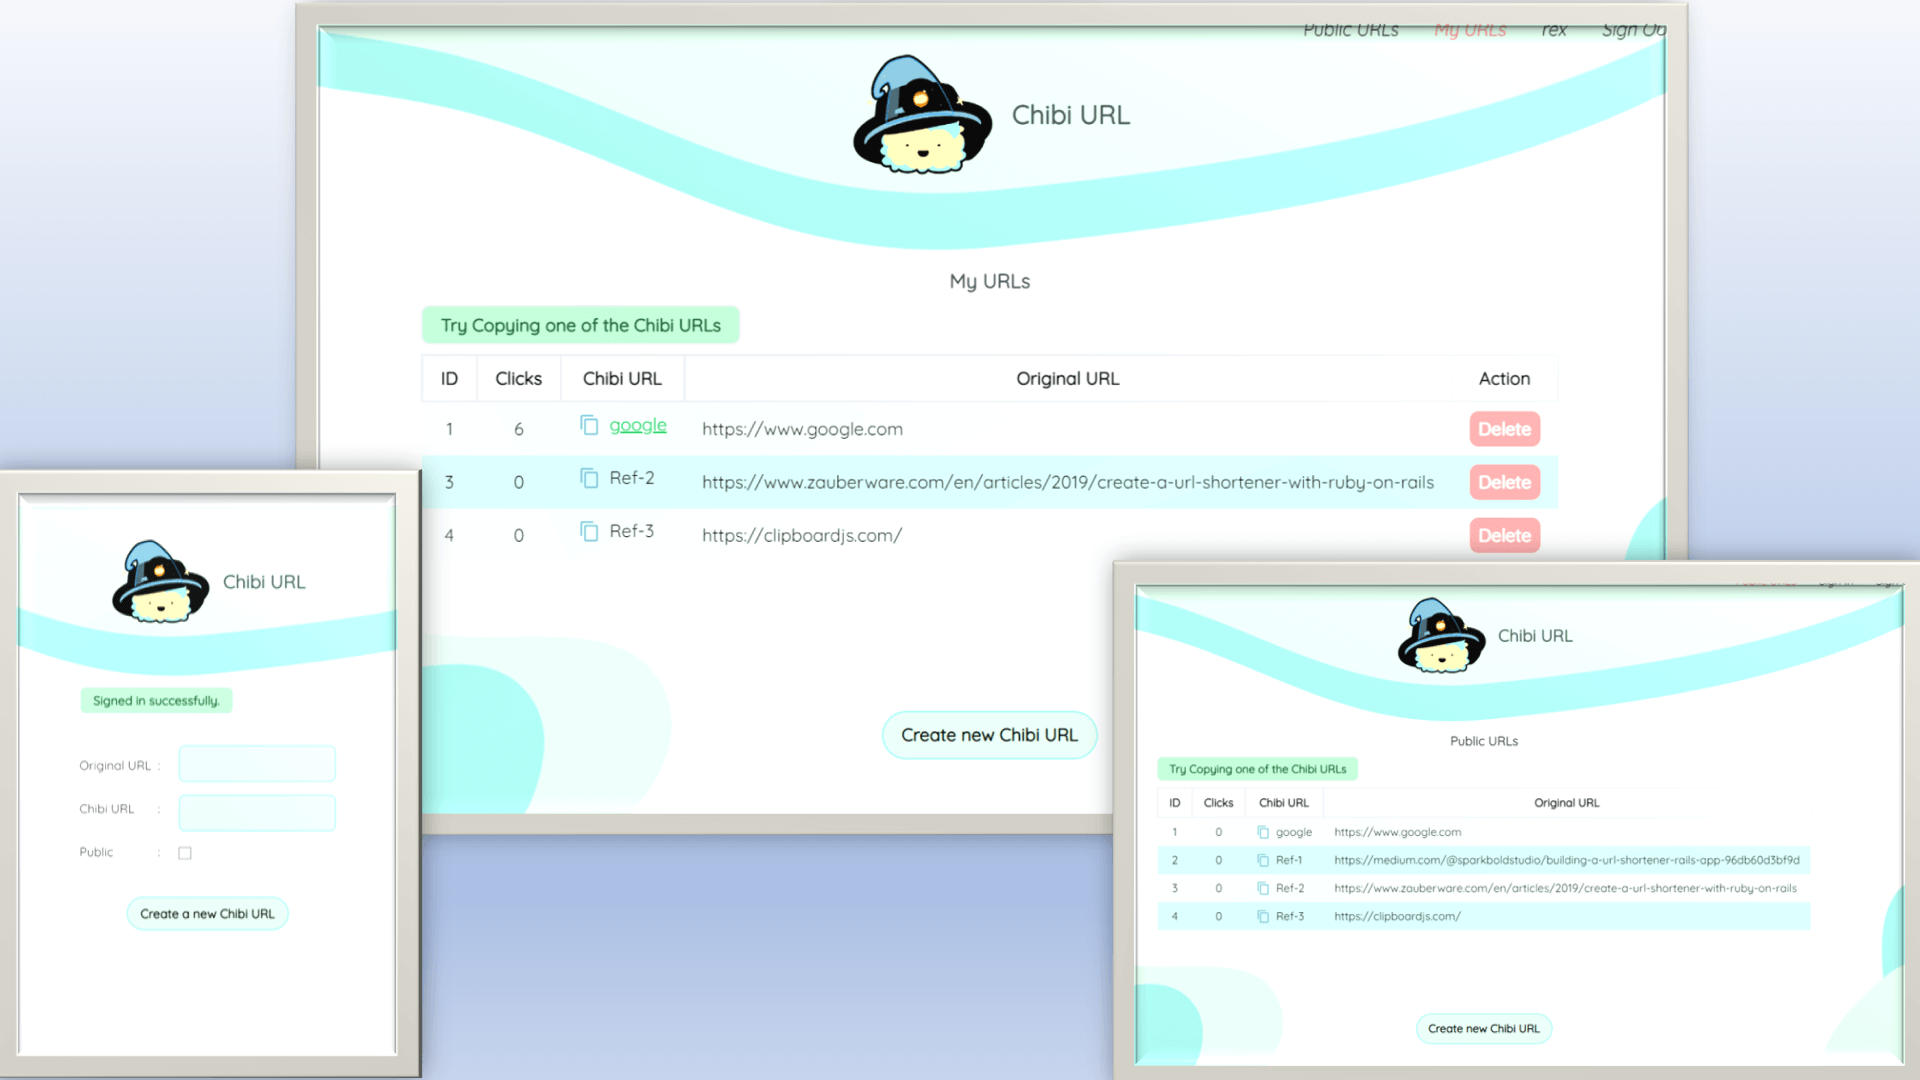 Public URLs My URLs rex Sign Ou
Chibi URL
My URLs
Try Copying one of the Chibi URLs
ID Clicks Chibi URL Original URL Action
1 6 google https://www.google.com Delete
3 0 Ref-2 https://www.zauberware.com/en/articles/2019/create-a-url-shortener-with-ruby-on-rails Delete
4 0 Ref-3 https://clipboardjs.com/ Delete
Create new Chibi URL
Chibi URL
Signed in successfully.
Original URL :
Chibi URL :
Public :
Create a new Chibi URL
Chibi URL
Public URLs
Try Copying one of the Chibi URLs
ID Clicks Chibi URL Original URL
1 0 google https://www.google.com
2 0 Ref-1 https://medium.com/@sparkboldstudio/building-a-url-shortener-rails-app-96db60d3bf9d
3 0 Ref-2 https://www.zauberware.com/en/articles/2019/create-a-url-shortener-with-ruby-on-rails
4 0 Ref-3 https://clipboardjs.com/
Create new Chibi URL